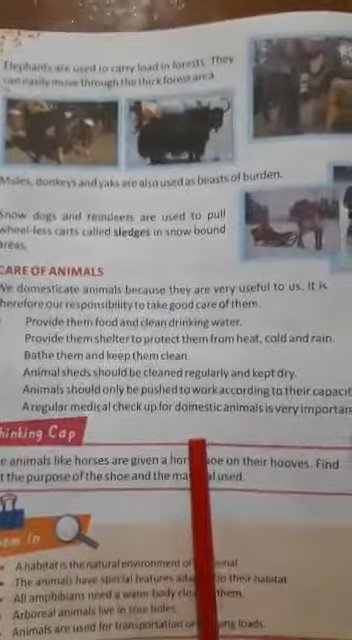 Elephants are used to carry load in forests. They
can easily move through the thick forest area
Mules, donkeys and yaks are also used as beasts of burden.
Snow dogs and reindeers are used to pull
wheel-less carts called sledges in snow bound
areas.
CARE OF ANIMALS
We domesticate animals because they are very useful to us. It is
herefore our responsibility to take good care of them.
Provide them food and clean drinking water.
Provide them shelter to protect them from heat, cold and rain.
Bathe them and keep them clean.
Animal sheds should be cleaned regularly and kept dry.
Animals should only be pushed to work according to their capacit
A regular medical check up for domestic animals is very importan
hinking Cap
e animals like horses are given a hor oe on their hooves. Find
t the purpose of the shoe and the ma al used.
om in
A habitat is the natural environment of
The animals have special features to their habitat
All amphibians need a water body them.
Arboreal animals live in tree holes.
Animals are used for transportation loads.